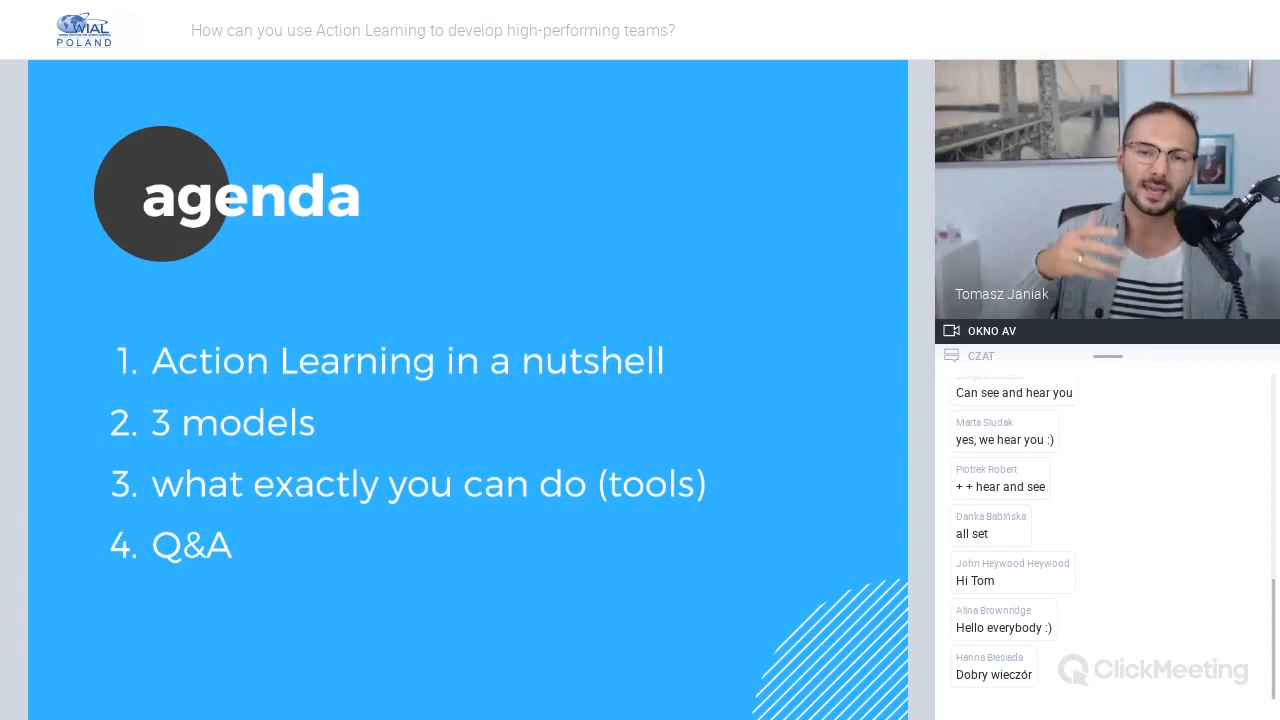 WIAL
POLAND
How can you use Action Learning to develop high-performing teams?
agenda
1. Action Learning in a nutshell
2. 3 models
3. what exactly you can do (tools)
4. Q&A
Tomasz Janiak
OKNO AV
CZAT
Can see and hear you
Marta Siudak
yes, we hear you :)
Piotrek Robert
+ + hear and see
Danka Babińska
all set
John Heywood Heywood
Hi Tom
Alina Brownridge
Hello everybody :)
Hanna Biesiada
Dobry wieczór
ClickMeeting